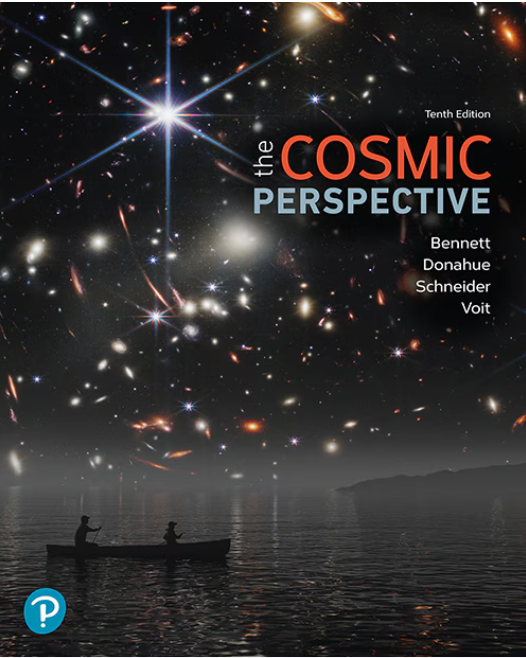 Tenth Edition
the COSMIC
PERSPECTIVE
Bennett
Donahue
Schneider
Voit
P